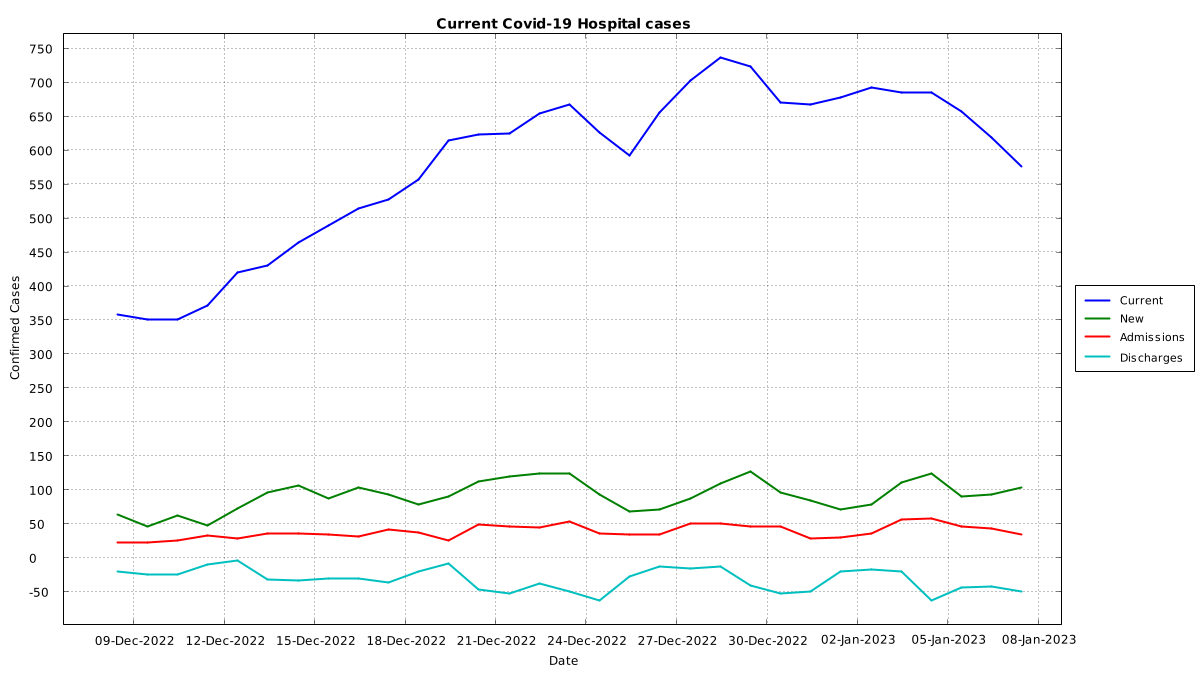 Current Covid-19 Hospital cases
750
700
650
600
550
500
450
400
350
300
250
200
150
100
50
0
-50
Confirmed Cases
09-Dec-2022 12-Dec-2022 15-Dec-2022 18-Dec-2022 21-Dec-2022 24-Dec-2022 27-Dec-2022 30-Dec-2022 02-Jan-2023 05-Jan-2023 08-Jan-2023
Date
Current
New
Admissions
Discharges